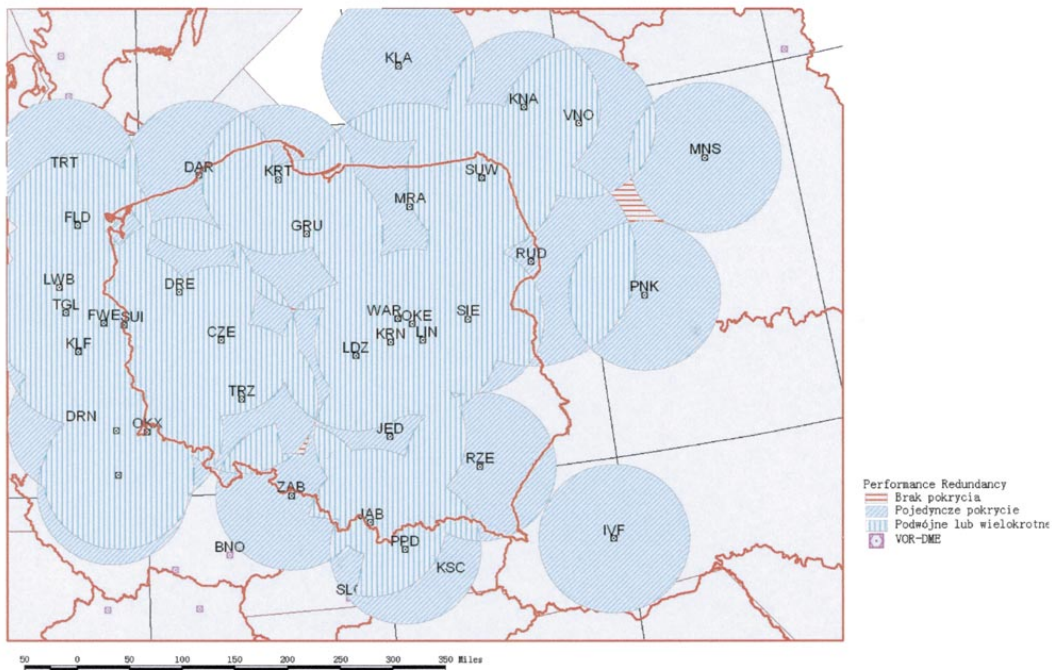 KLA
KNA
VNO
MNS
TRT
DAR
KRT
SUW
MRA
FLD
GRU
RUD
LWB
DRE
PNK
TGL
FWE
SUI
WAR
OKE
SIE
CZE
KRN
LIN
KLF
LDZ
TRZ
DRN
OKX
JED
RZE
ZAB
JAB
IVF
BNO
PPD
KSC
Performance Redundancy
Brak pokrycia
Pojedyncze pokrycie
Podwójne lub wielokrotne
VOR-DME
50 0 50 100 150 200 250 300 350 Miles